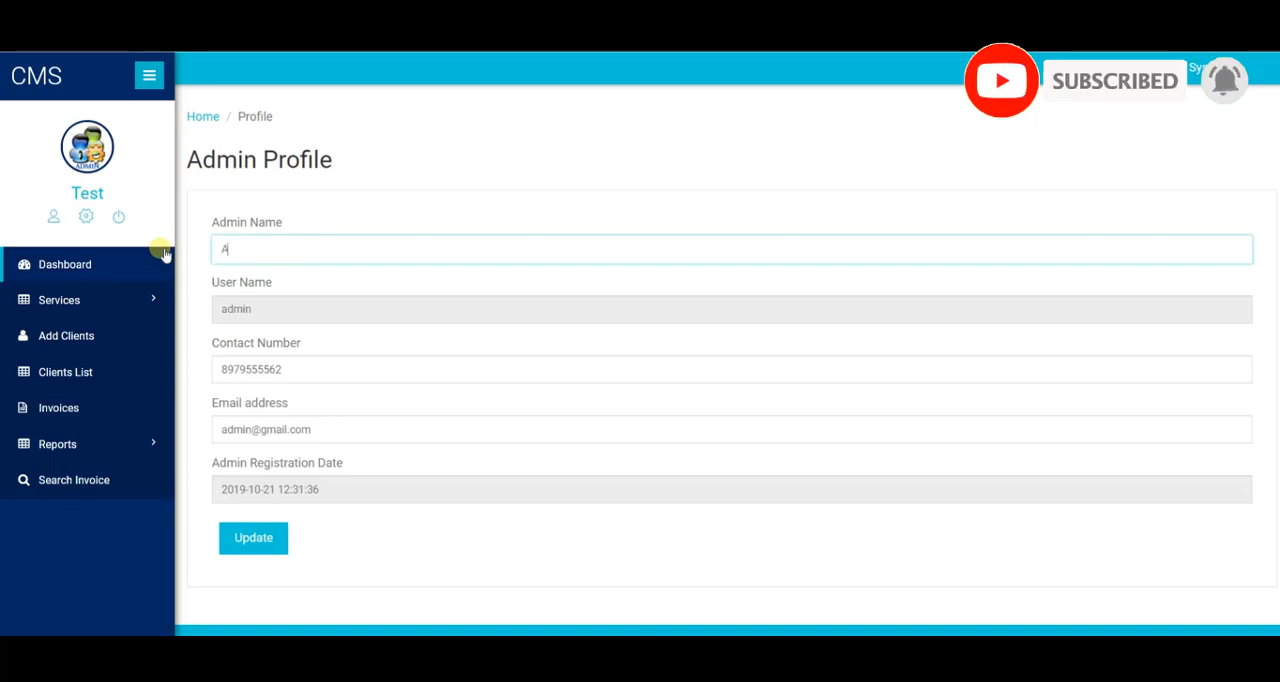 CMS
SUBSCRIBED
Sy
Home / Profile
ADMIN
Admin Profile
Test
Admin Name
A
User Name
admin
Contact Number
8979555562
Email address
admin@gmail.com
Admin Registration Date
2019-10-21 12:31:36
Update
Dashboard
Services
Add Clients
Clients List
Invoices
Reports
Search Invoice